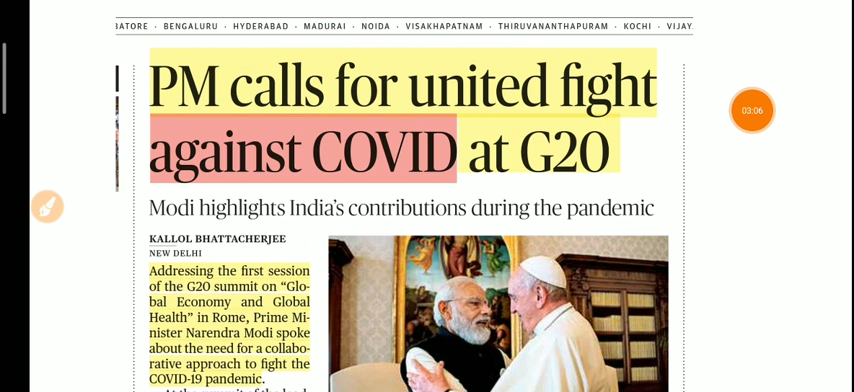 BATORE · BENGALURU · HYDERABAD · MADURAI · NOIDA · VISAKHAPATNAM · THIRUVANANTHAPURAM · KOCHI · VIJAY
PM calls for united fight
against COVID at G20
Modi highlights India’s contributions during the pandemic
KALLOL BHATTACHERJEE
NEW DELHI
Addressing the first session
of the G20 summit on “Glo-
bal Economy and Global
Health” in Rome, Prime Mi-
nister Narendra Modi spoke
about the need for a collabo-
rative approach to fight the
COVID-19 pandemic.
03:06